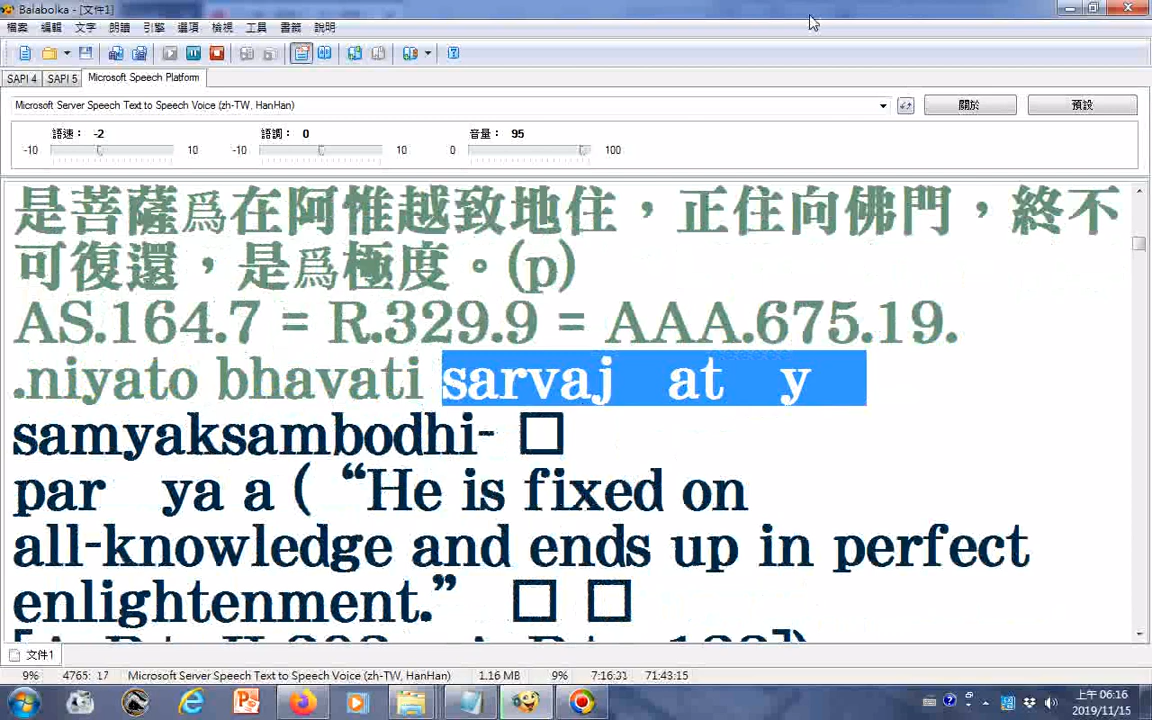 Balabolka - [文件1]
檔案 編輯 文字 朗讀 引擎 選項 檢視 工具 書籤 說明
SAPI 4 SAPI 5 Microsoft Speech Platform
Microsoft Server Speech Text to Speech Voice (zh-TW, HanHan) 關於 預設
語速： -2 語調： 0 音量： 95
-10 10 -10 10 0 100
是菩薩爲在阿惟越致地住，正住向佛門，終不
可復還，是爲極度。(p)
AS.164.7 = R.329.9 = AAA.675.19.
.niyato bhavati sarvaj at y
samyaksambodhi- □
par ya a ( “He is fixed on
all-knowledge and ends up in perfect
enlightenment.” □ □
文件1
9% 4765: 17 Microsoft Server Speech Text to Speech Voice (zh-TW, HanHan) 1.16 MB 9% 7:16:31 71:43:15
上午 06:16
2019/11/15